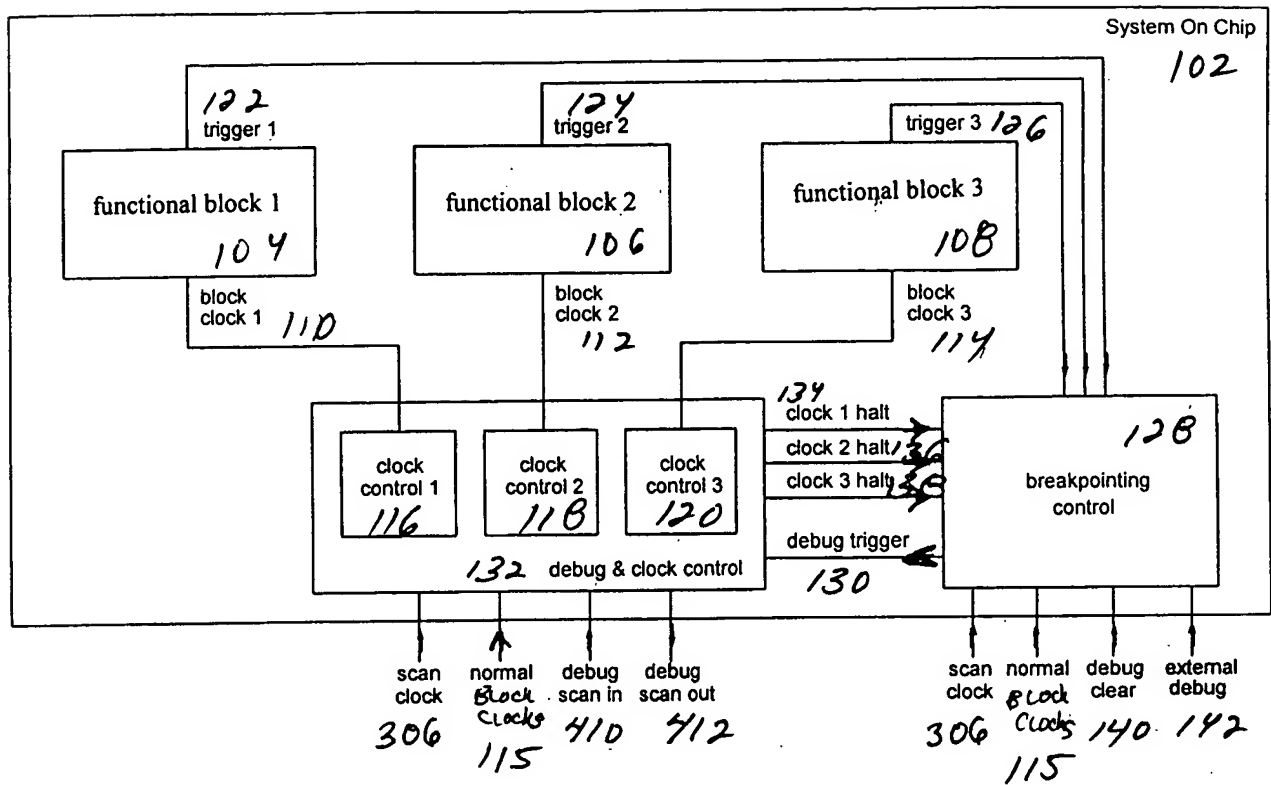 System On Chip
102
122
trigger 1
124
trigger 2
trigger 3 126
functional block 1
104
functional block 2
106
functional block 3
108
block
clock 1 110
block
clock 2
112
block
clock 3
114
134
clock 1 halt
clock 2 halt 136
clock 3 halt
debug trigger
130
clock
control 1
116
clock
control 2
118
clock
control 3
120
132 debug & clock control
128
breakpointing
control
scan
clock
306
normal
Block
Clocks
115
debug
scan in
410
debug
scan out
412
scan
clock
306
normal
Block
Clocks
115
debug
clear
140
external
debug
142